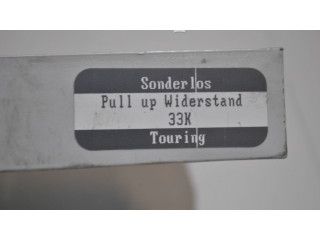 Sonderlos
Pull up Widerstand
33K
Touring